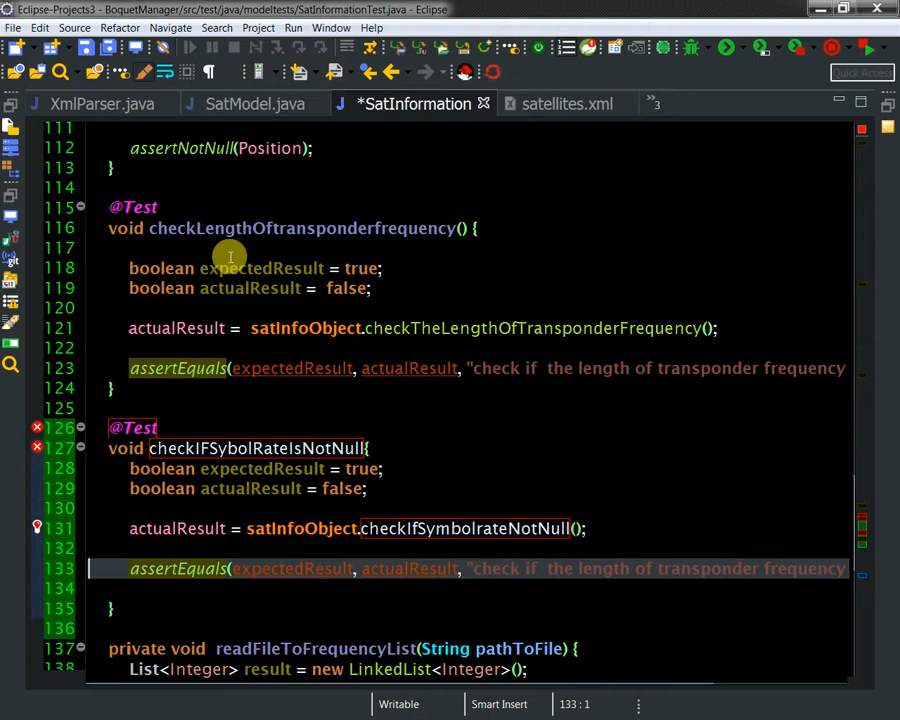 Eclipse-Projects3 - BoquetManager/src/test/java/modeltests/SatInformationTest.java - Eclipse
File Edit Source Refactor Navigate Search Project Run Window Help
Quick Access
XmlParser.java SatModel.java *SatInformation satellites.xml »3
111
112 assertNotNull(Position);
113 }
114
115 @Test
116 void checkLengthOftransponderfrequency() {
117
118 boolean expectedResult = true;
119 boolean actualResult = false;
120
121 actualResult = satInfoObject.checkTheLengthOfTransponderFrequency();
122
123 assertEquals(expectedResult, actualResult, "check if the length of transponder frequency
124 }
125
126 @Test
127 void checkIFSybolRateIsNotNull{
128 boolean expectedResult = true;
129 boolean actualResult = false;
130
131 actualResult = satInfoObject.checkIfSymbolrateNotNull();
132
133 assertEquals(expectedResult, actualResult, "check if the length of transponder frequency
134
135 }
136
137 private void readFileToFrequencyList(String pathToFile) {
138 List<Integer> result = new LinkedList<Integer>();
Writable Smart Insert 133 : 1